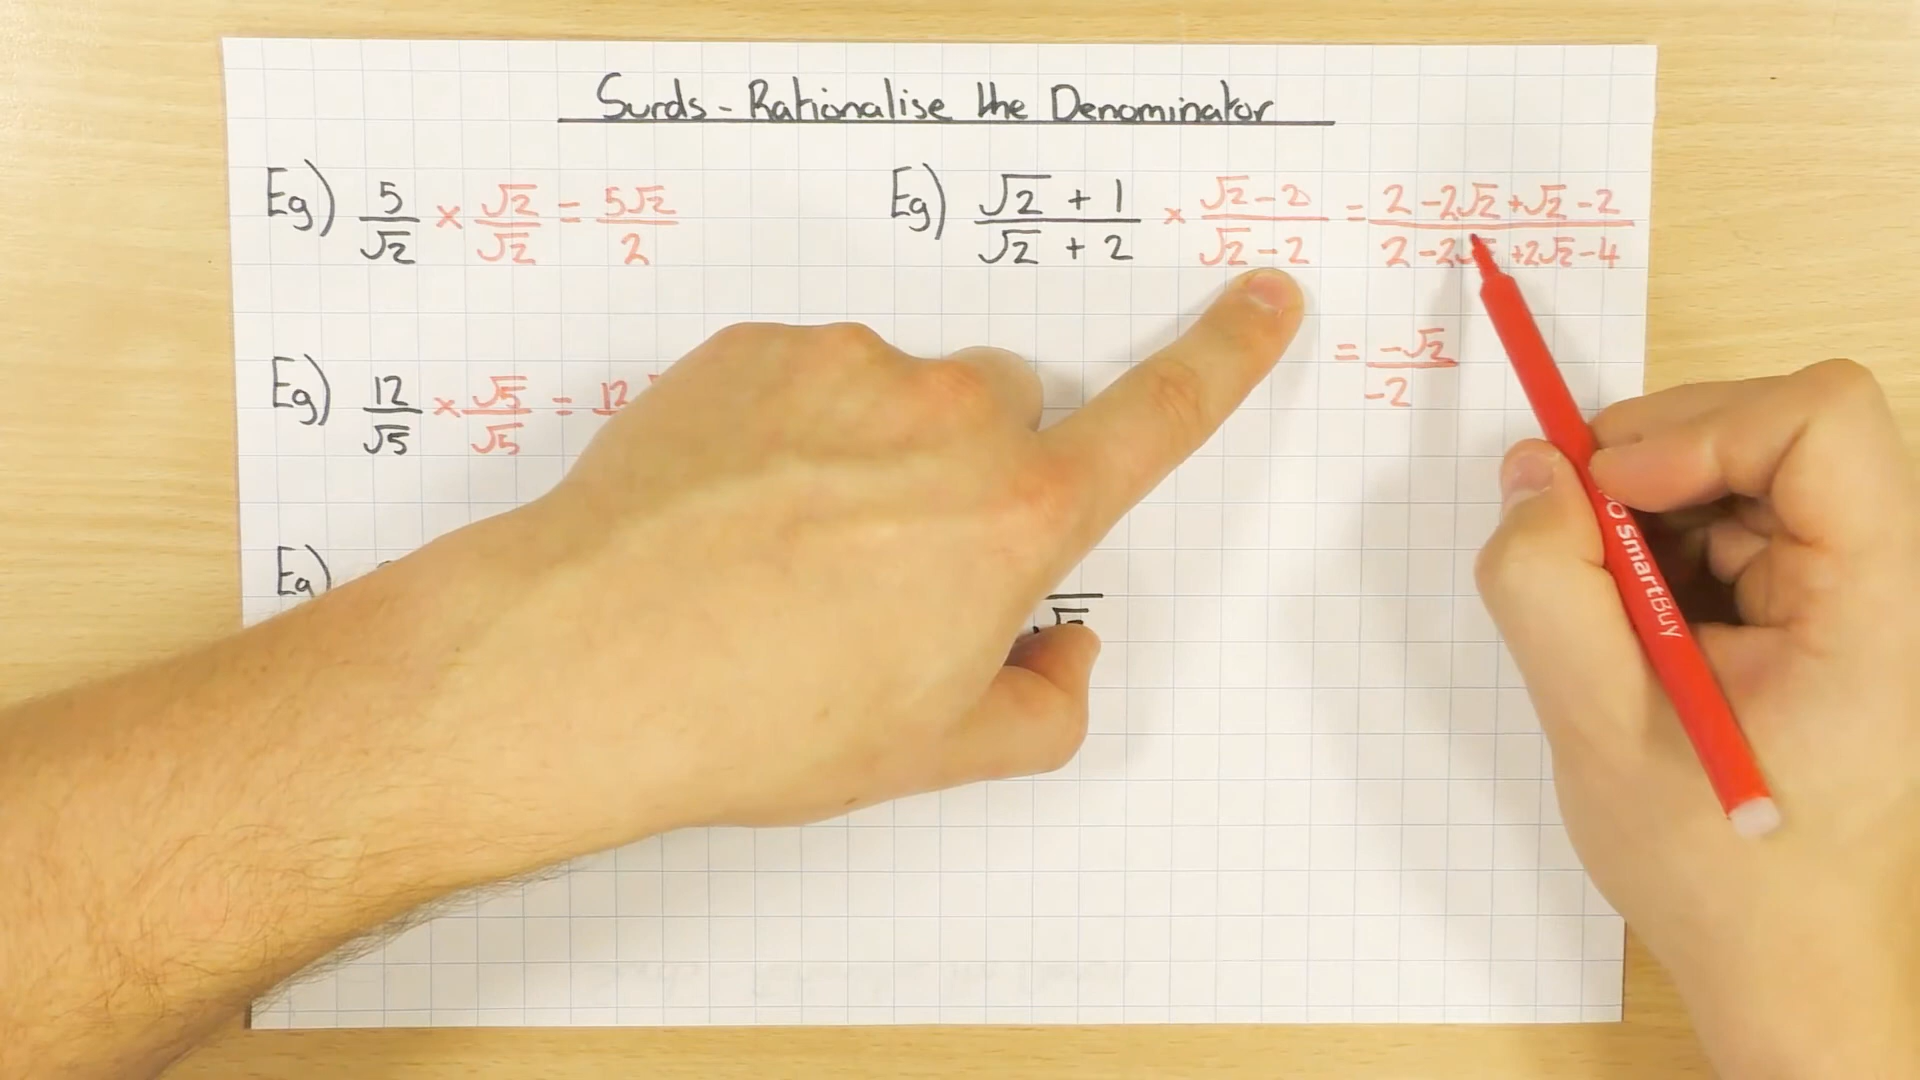 Surds - Rationalise the Denominator
Eg) 5/√2 × √2/√2 = 5√2/2
Eg) √2 + 1/√2 + 2 × √2 - 2/√2 - 2 = 2 - 2√2 + √2 - 2/2 - 2√2 + 2√2 - 4
= -√2/-2
Eg) 12/√5 × √5/√5 = 12
Eg)
SmartBuy